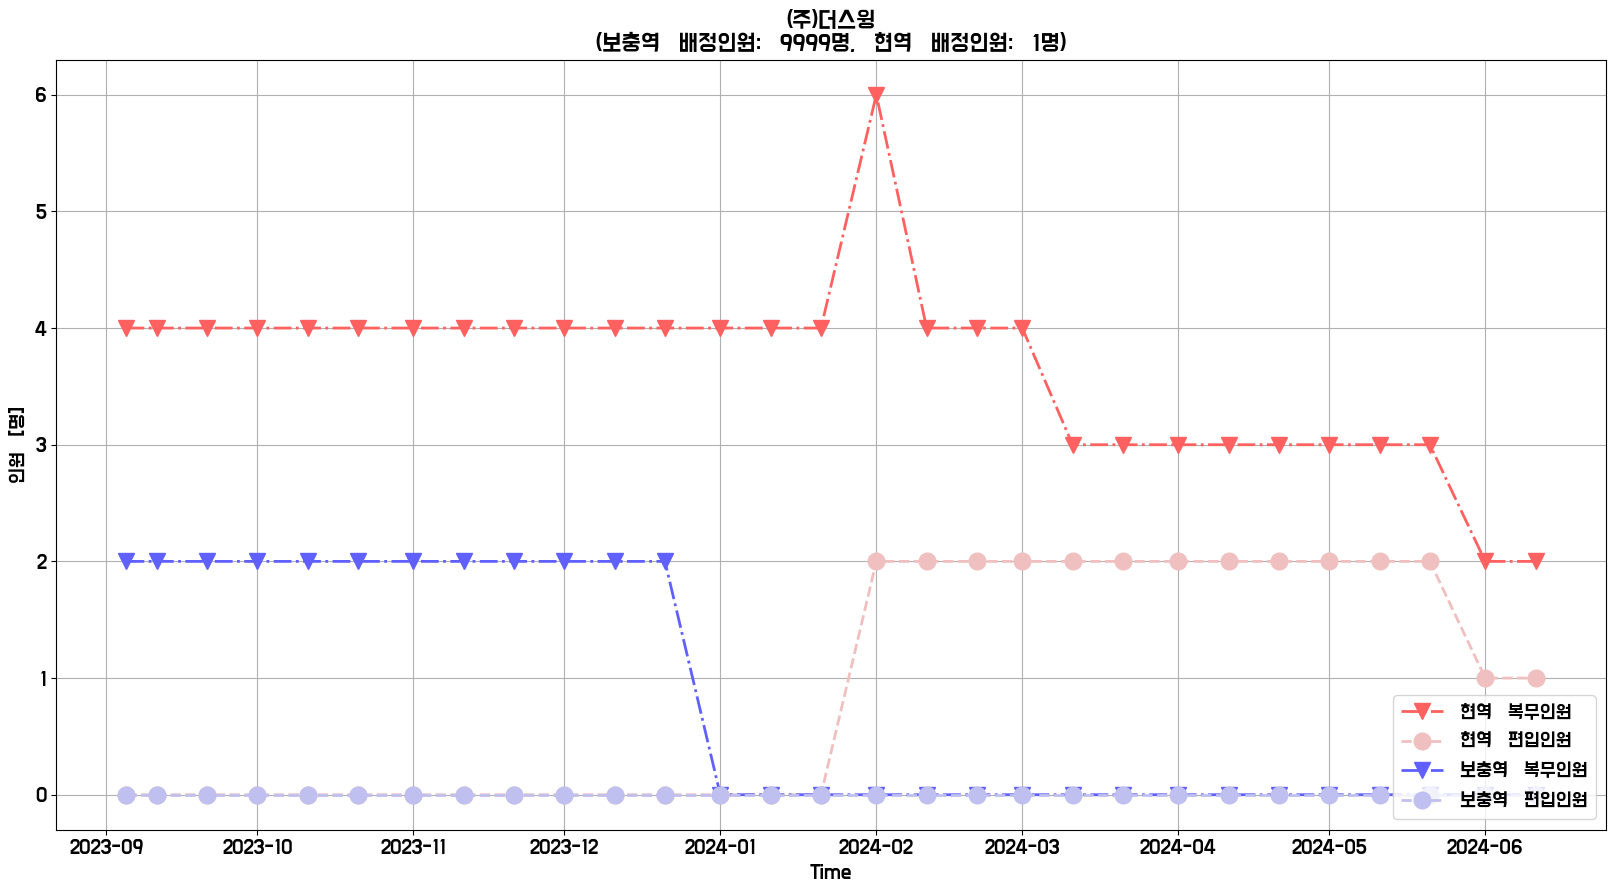 (주)더스윙
(보충역 배정인원: 9999명, 현역 배정인원: 1명)
인원 [명]
6
5
4
3
2
1
0
현역 복무인원
현역 편입인원
보충역 복무인원
보충역 편입인원
2023-09 2023-10 2023-11 2023-12 2024-01 2024-02 2024-03 2024-04 2024-05 2024-06
Time